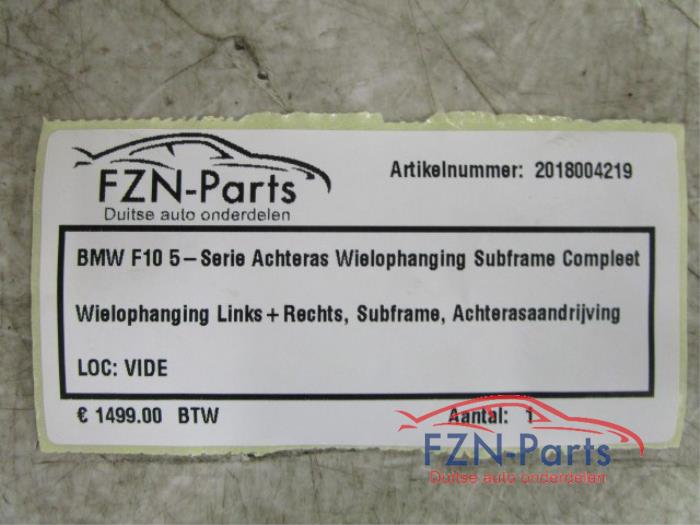 FZN-Parts
Duitse auto onderdelen
Artikelnummer: 2018004219
BMW F10 5-Serie Achteras Wielophanging Subframe Compleet
Wielophanging Links+Rechts, Subframe, Achterasaandrijving
LOC: VIDE
€ 1499.00 BTW
Aantal: 1
FZN-Parts
Duitse auto onderdelen